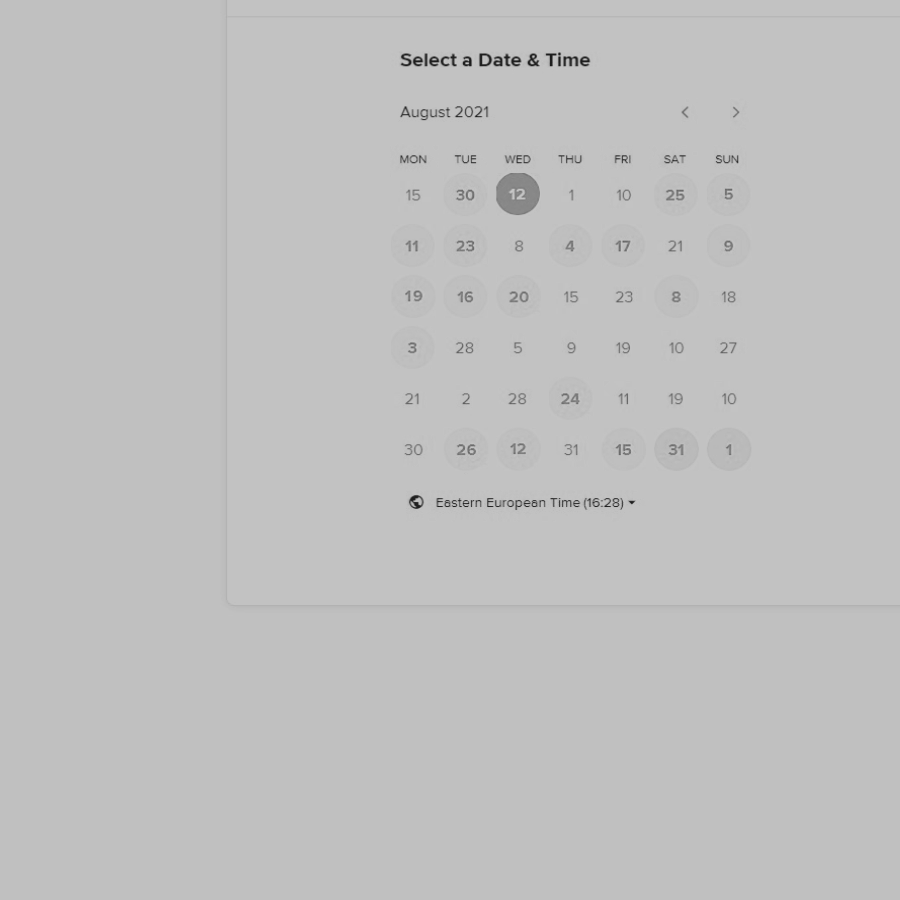 Select a Date & Time
August 2021
MON TUE WED THU FRI SAT SUN
15 30 12 1 10 25 5
11 23 8 4 17 21 9
19 16 20 15 23 8 18
3 28 5 9 19 10 27
21 2 28 24 11 19 10
30 26 12 31 15 31 1
Eastern European Time (16:28)